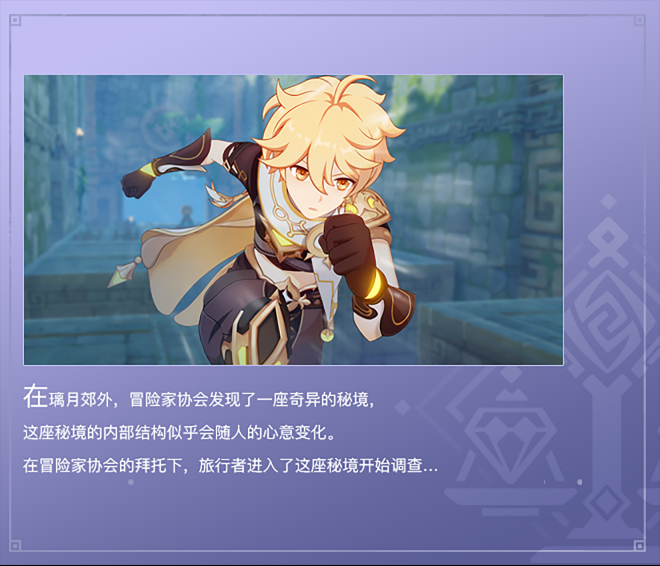 在璃月郊外，冒险家协会发现了一座奇异的秘境，
这座秘境的内部结构似乎会随人的心意变化。
在冒险家协会的拜托下，旅行者进入了这座秘境开始调查…